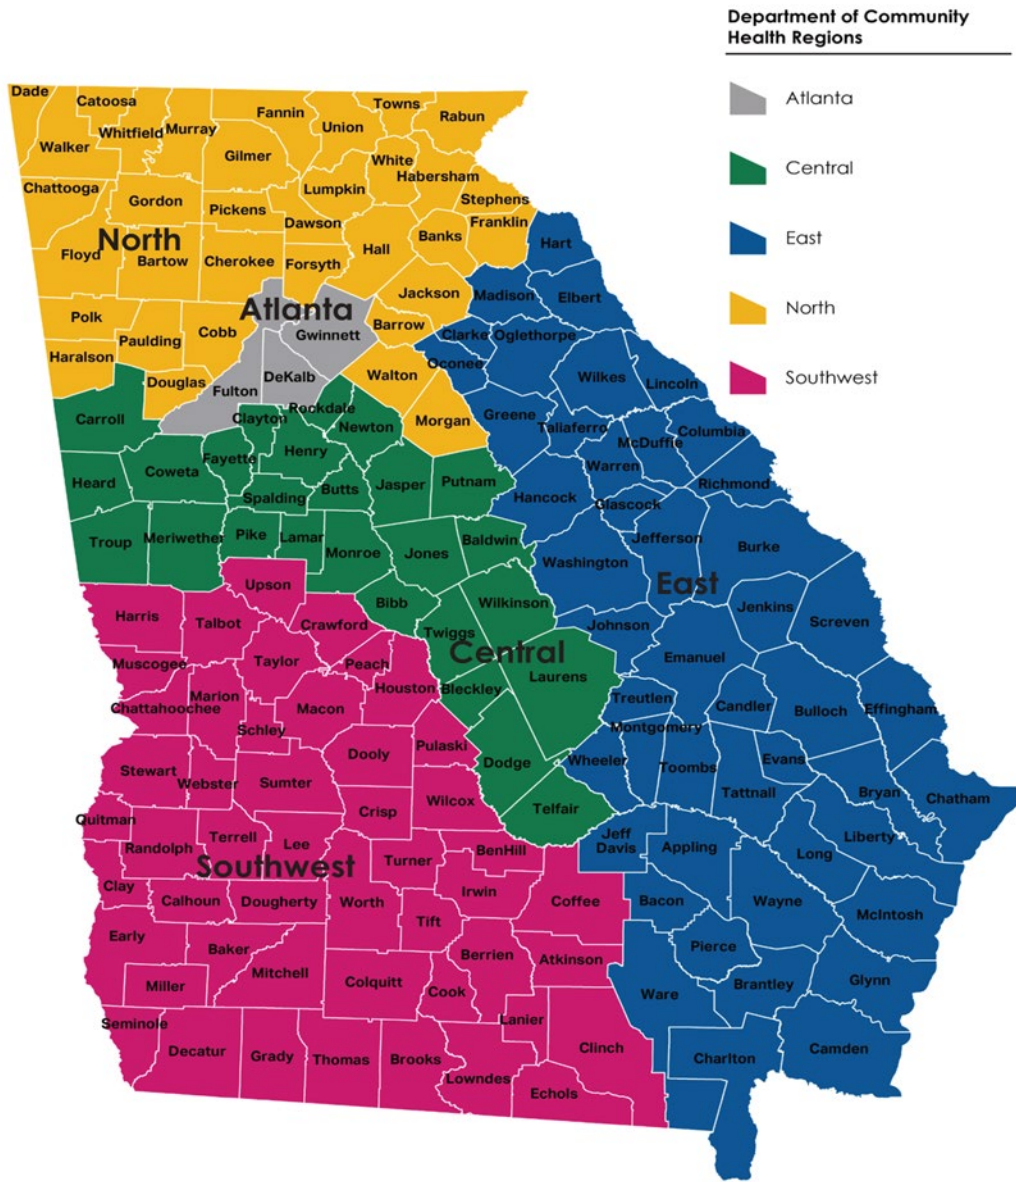 Department of Community
Health Regions
Atlanta
Central
East
North
Southwest
Dade
Catoosa
Fannin
Towns
Rabun
Whitfield
Murray
Union
Walker
Gilmer
White
Habersham
Chattooga
Lumpkin
Stephens
Gordon
Pickens
Dawson
Franklin
North
Banks
Hart
Floyd
Bartow
Cherokee
Forsyth
Hall
Jackson
Madison
Elbert
Atlanta
Polk
Cobb
Gwinnett
Barrow
Clarke
Oglethorpe
Paulding
Haralson
Oconee
Douglas
Fulton
DeKalb
Walton
Wilkes
Lincoln
Carroll
Clayton
Rockdale
Newton
Morgan
Greene
Taliaferro
Columbia
McDuffie
Coweta
Fayette
Henry
Warren
Heard
Spalding
Butts
Jasper
Putnam
Richmond
Hancock
Glascock
Troup
Meriwether
Pike
Lamar
Monroe
Jones
Baldwin
Jefferson
Burke
Washington
East
Upson
Harris
Talbot
Crawford
Bibb
Wilkinson
Twiggs
Johnson
Jenkins
Screven
Central
Muscogee
Taylor
Peach
Laurens
Emanuel
Marion
Houston
Bleckley
Chattahoochee
Macon
Treutlen
Candler
Bulloch
Effingham
Schley
Montgomery
Dooly
Pulaski
Dodge
Wheeler
Stewart
Webster
Sumter
Toombs
Evans
Tattnall
Bryan
Chatham
Quitman
Crisp
Wilcox
Telfair
Randolph
Terrell
Lee
Jeff
Davis
Appling
Liberty
Long
Southwest
Turner
BenHill
Clay
Calhoun
Dougherty
Worth
Irwin
Coffee
Bacon
Wayne
McIntosh
Tift
Early
Baker
Mitchell
Berrien
Atkinson
Pierce
Miller
Colquitt
Cook
Ware
Brantley
Glynn
Seminole
Lanier
Decatur
Grady
Thomas
Brooks
Clinch
Charlton
Camden
Lowndes
Echols